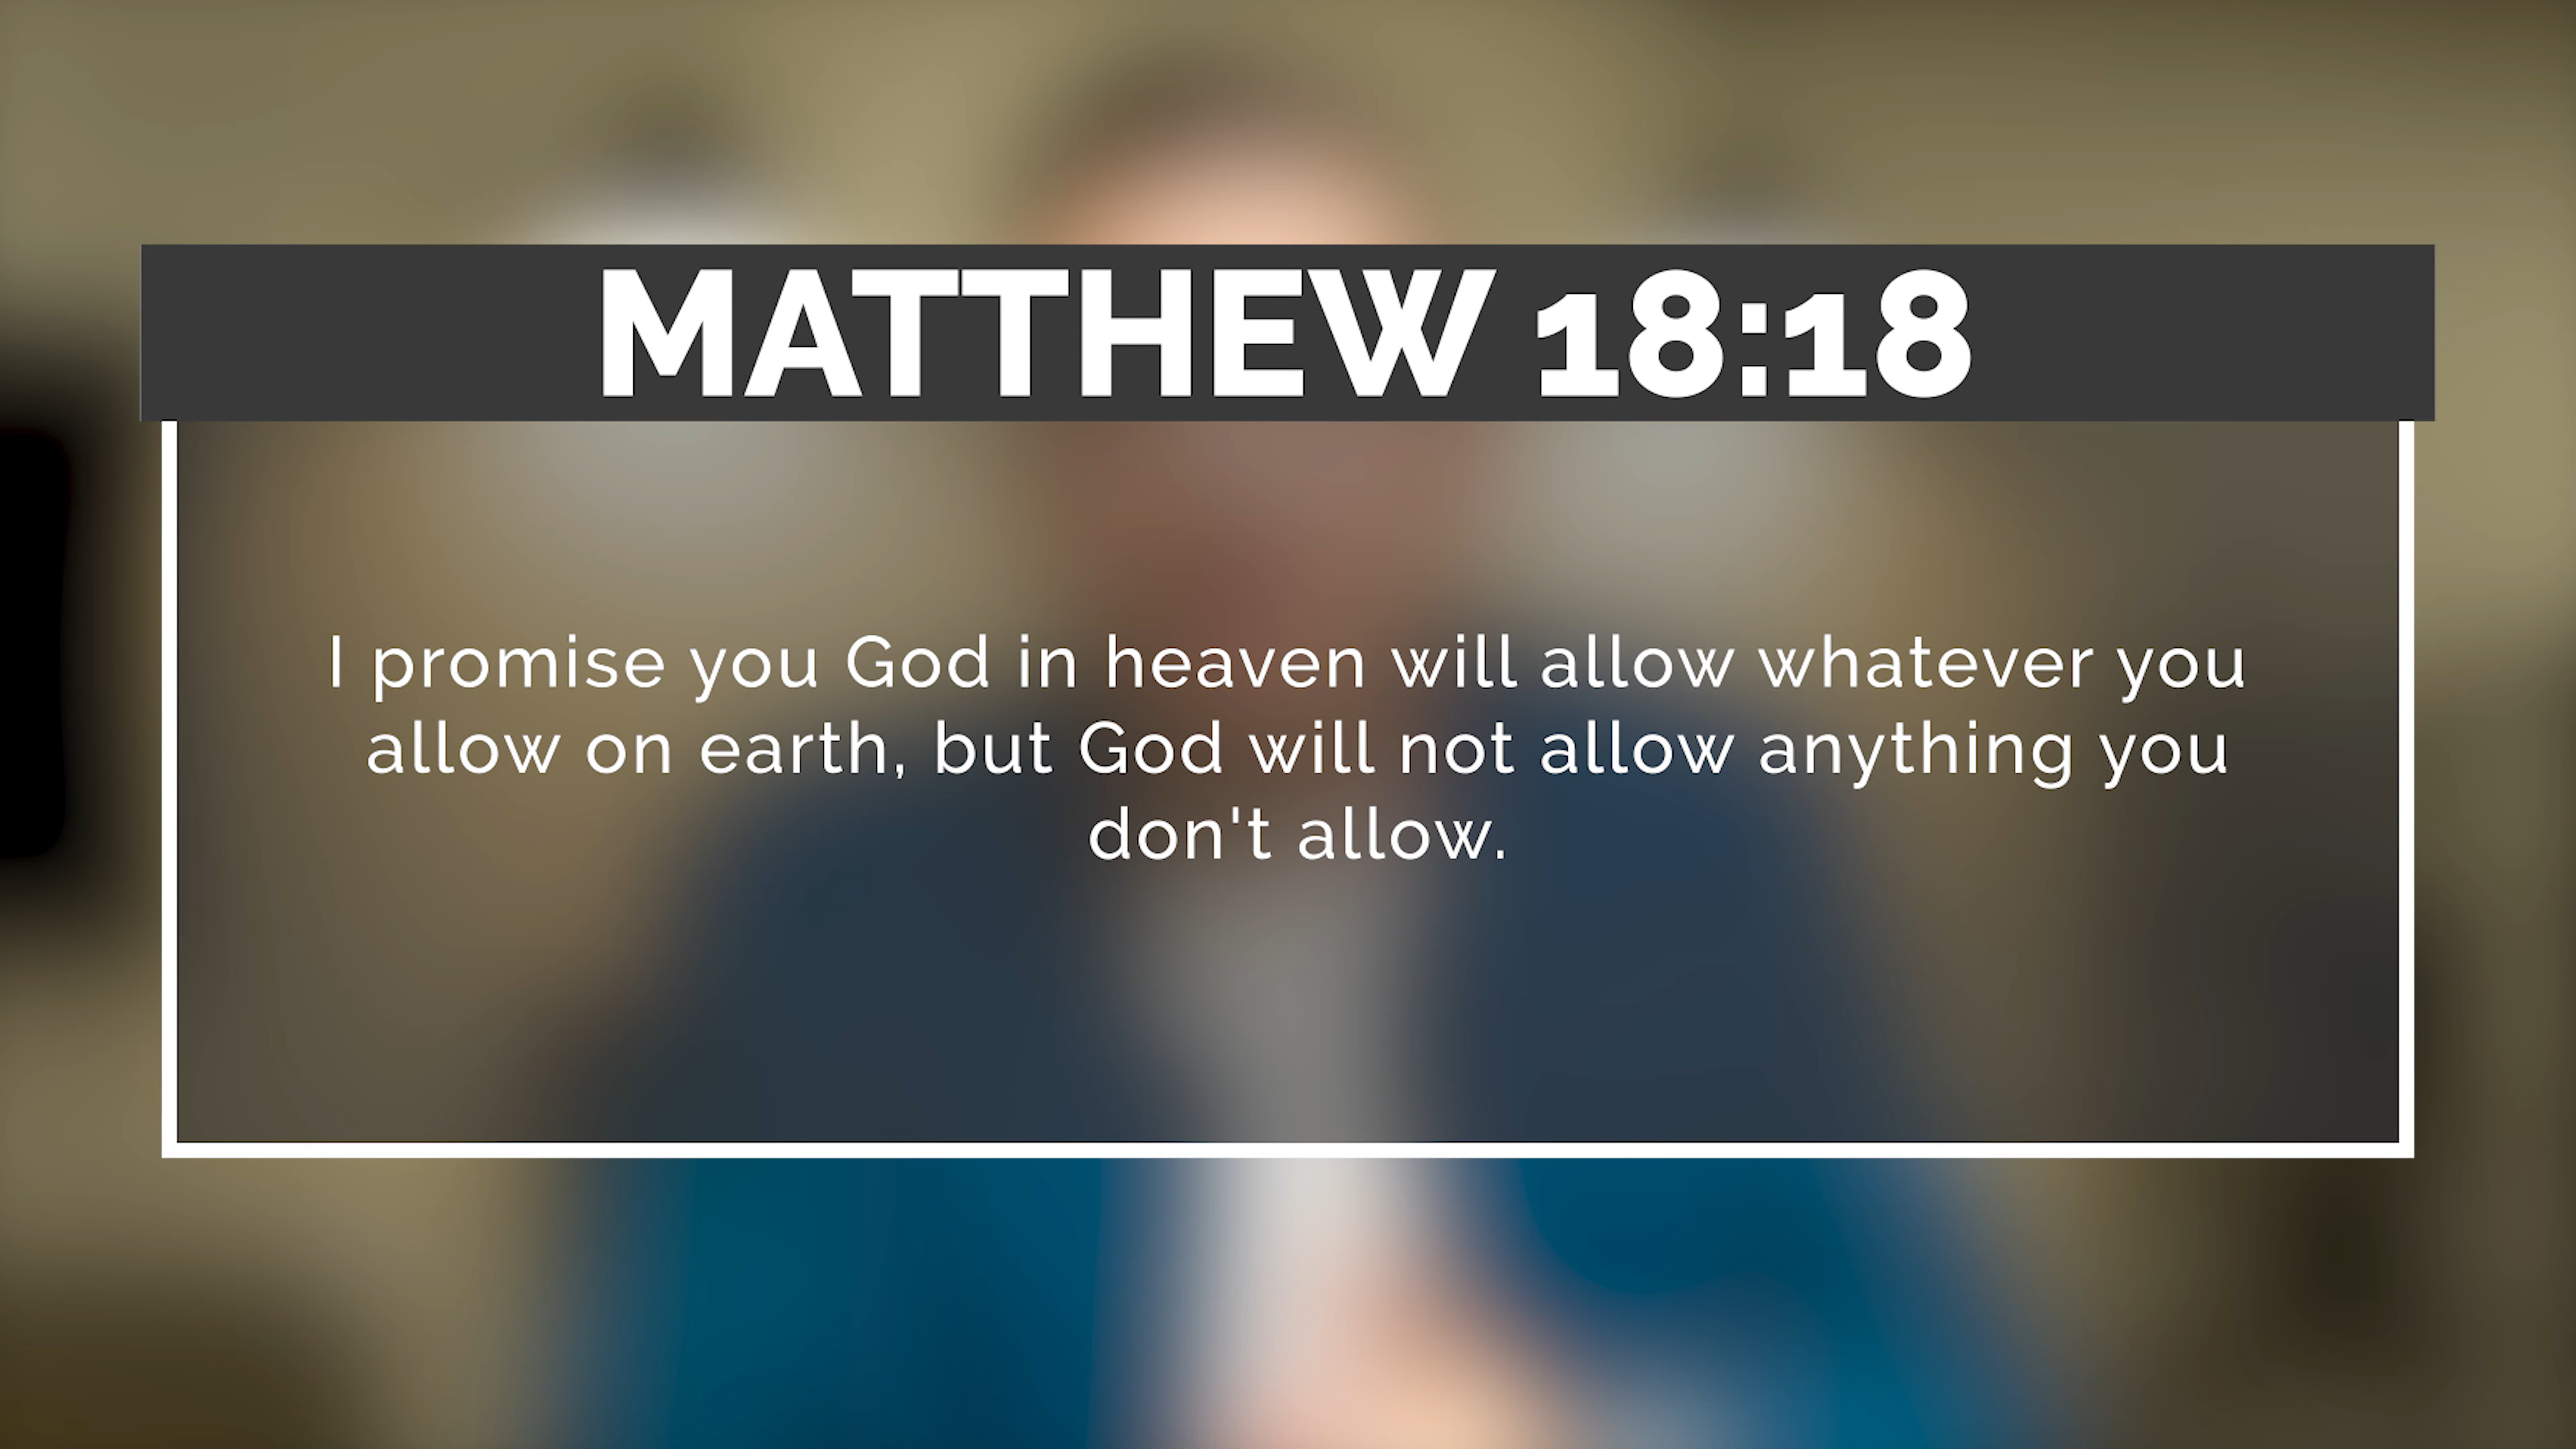 MATTHEW 18:18
I promise you God in heaven will allow whatever you
allow on earth, but God will not allow anything you
don't allow.